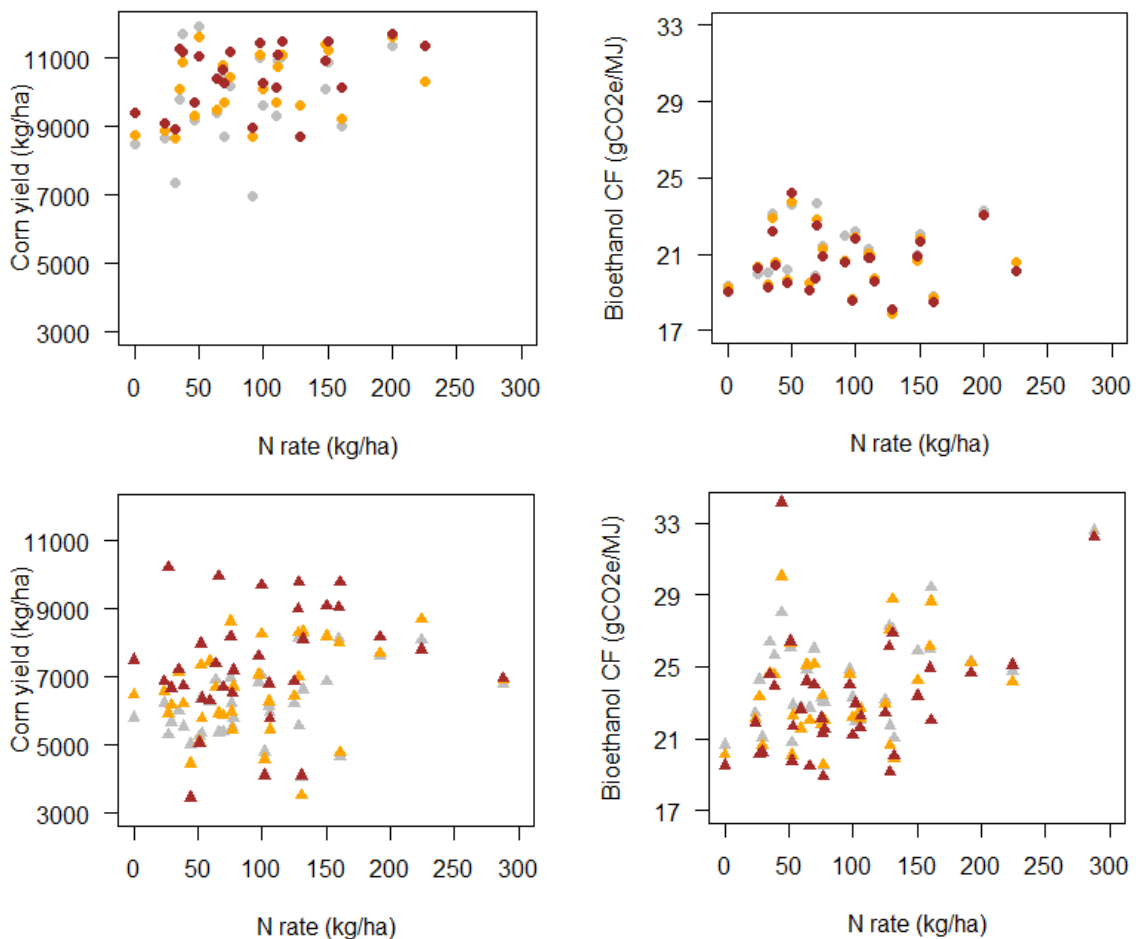 Corn yield (kg/ha)
11000
9000
7000
5000
3000
0 50 100 150 200 250 300
N rate (kg/ha)
Bioethanol CF (gCO2e/MJ)
33
29
25
21
17
0 50 100 150 200 250 300
N rate (kg/ha)
Corn yield (kg/ha)
11000
9000
7000
5000
3000
0 50 100 150 200 250 300
N rate (kg/ha)
Bioethanol CF (gCO2e/MJ)
33
29
25
21
17
0 50 100 150 200 250 300
N rate (kg/ha)